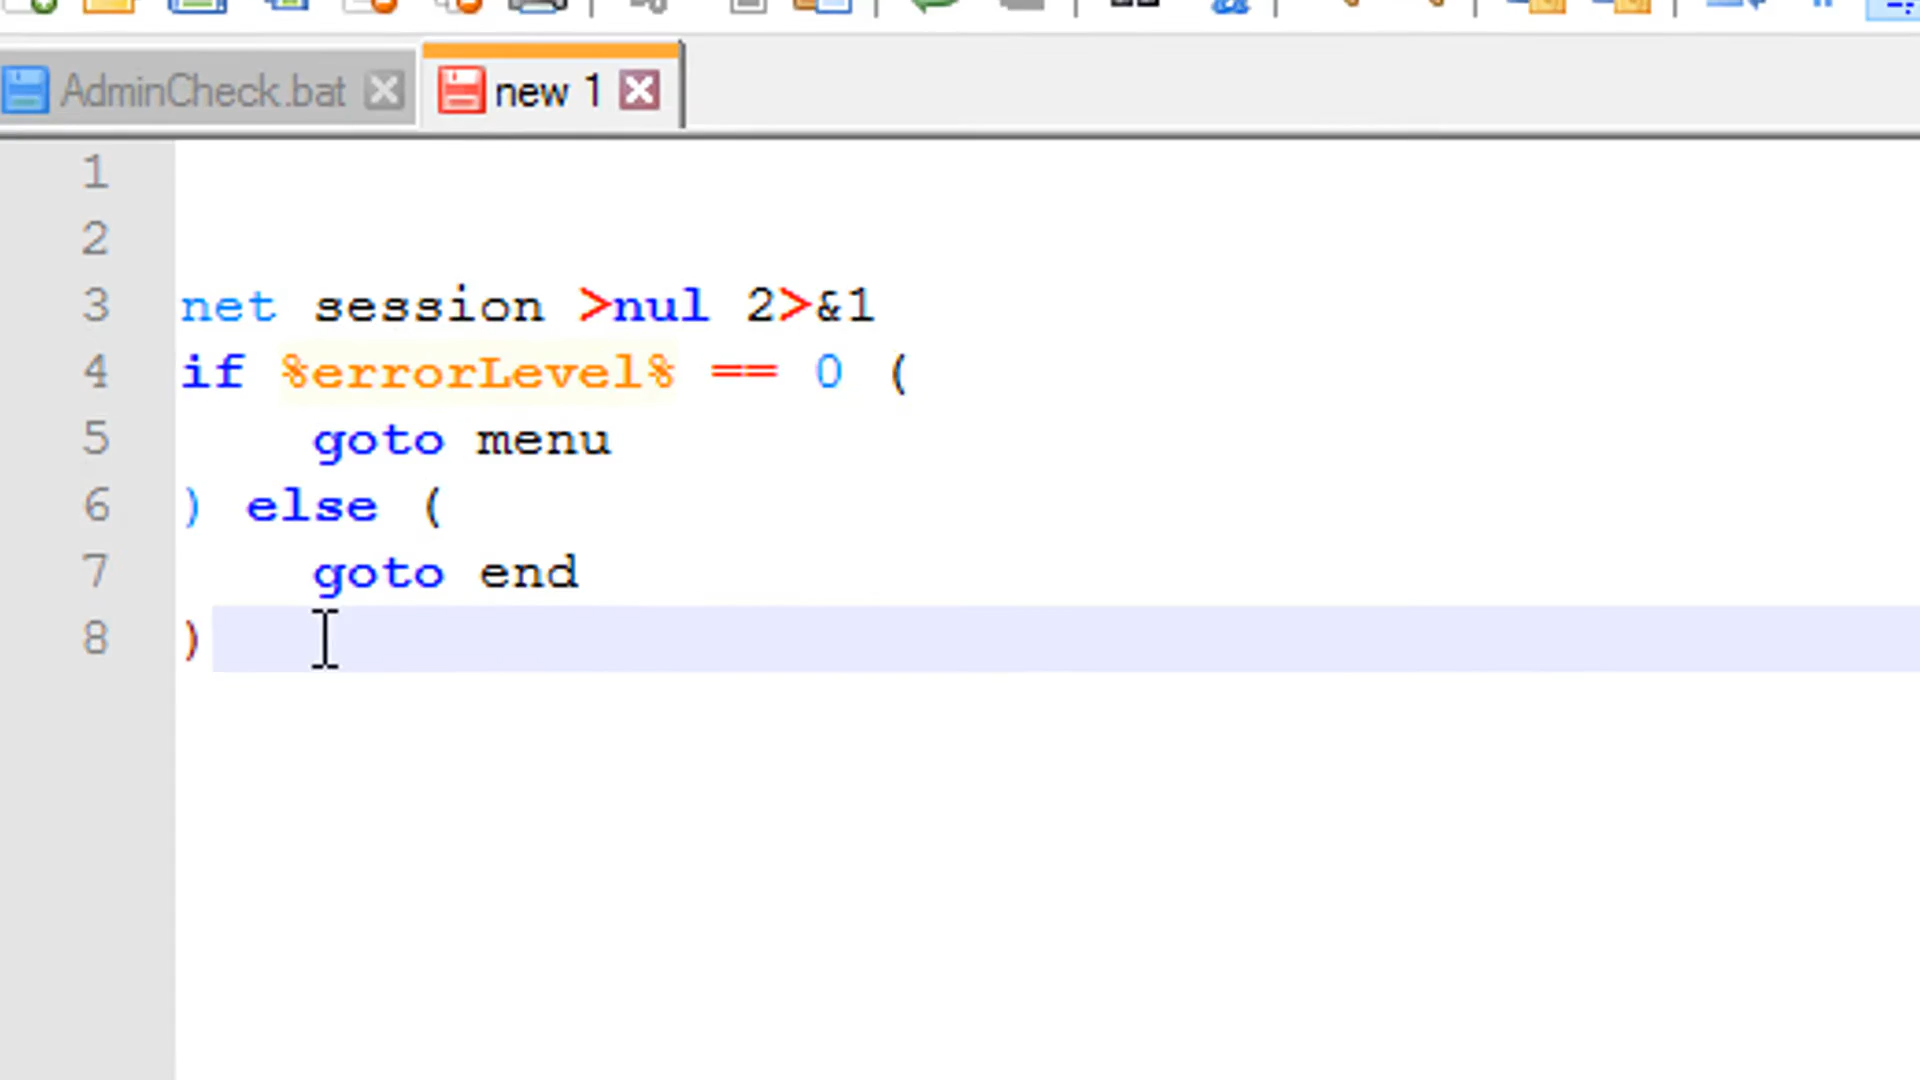 AdminCheck.bat
new 1
1
2
3 net session >nul 2>&1
4 if %errorLevel% == 0 (
5     goto menu
6 ) else (
7     goto end
8 )